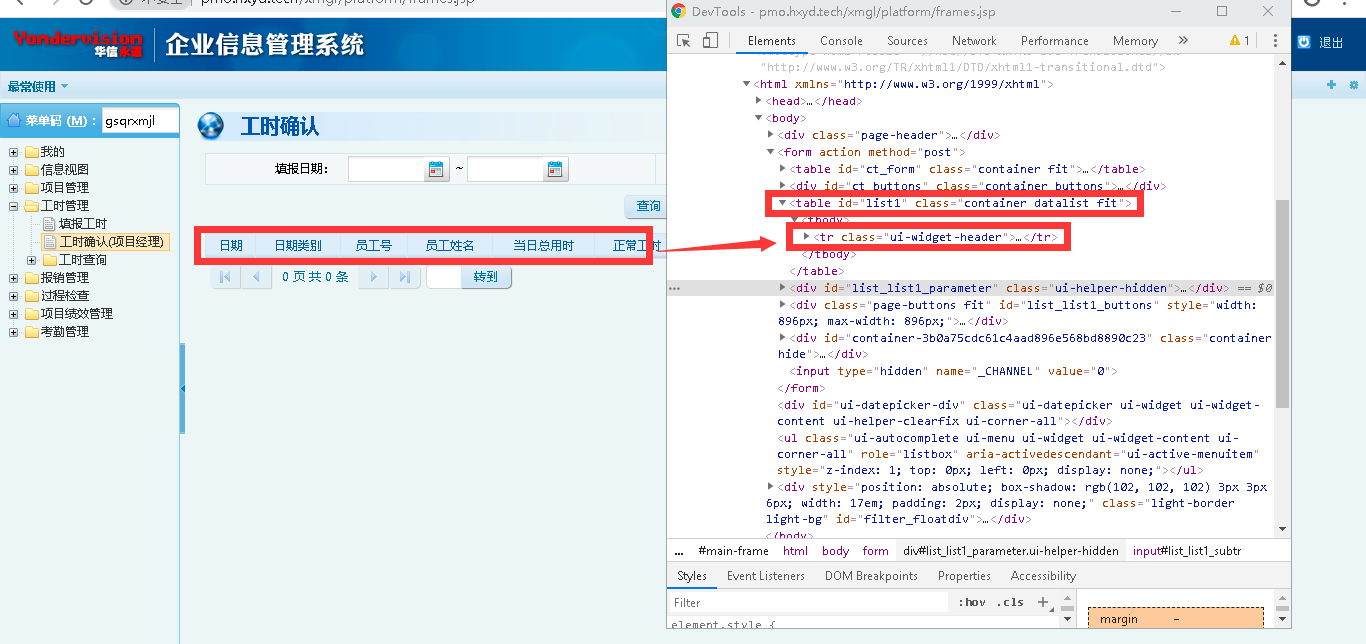 pmo.hxyd.tech/xmgl/platform/frames.jsp
Yondervision
华信永道
企业信息管理系统
退出
最常使用
菜单码 (M) : gsqrxmjl
我的
信息视图
项目管理
工时管理
填报工时
工时确认(项目经理)
工时查询
报销管理
过程检查
项目绩效管理
考勤管理
工时确认
填报日期:
~
查询
日期 日期类别 员工号 员工姓名 当日总用时 正常工时
0 页 共 0 条
转到
DevTools - pmo.hxyd.tech/xmgl/platform/frames.jsp
Elements Console Sources Network Performance Memory » 1
"http://www.w3.org/TR/xhtml1/DTD/xhtml1-transitional.dtd">
<html xmlns="http://www.w3.org/1999/xhtml">
<head>…</head>
<body>
<div class="page-header">…</div>
<form action method="post">
<table id="ct_form" class="container fit">…</table>
<div id="ct_buttons" class="container buttons">…</div>
<table id="list1" class="container datalist fit">
<tbody>
<tr class="ui-widget-header">…</tr>
</tbody>
</table>
<div id="list_list1_parameter" class="ui-helper-hidden">…</div> == $0
<div class="page-buttons fit" id="list_list1_buttons" style="width:
896px; max-width: 896px;">…</div>
<div id="container-3b0a75cdc61c4aad896e568bd8890c23" class="container
hide">…</div>
<input type="hidden" name="_CHANNEL" value="0">
</form>
<div id="ui-datepicker-div" class="ui-datepicker ui-widget ui-widget-
content ui-helper-clearfix ui-corner-all"></div>
<ul class="ui-autocomplete ui-menu ui-widget ui-widget-content ui-
corner-all" role="listbox" aria-activedescendant="ui-active-menuitem"
style="z-index: 1; top: 0px; left: 0px; display: none;"></ul>
<div style="position: absolute; box-shadow: rgb(102, 102, 102) 3px 3px
6px; width: 17em; padding: 2px; display: none;" class="light-border
light-bg" id="filter_floatdiv">…</div>
</body>
... #main-frame html body form div#list_list1_parameter.ui-helper-hidden input#list_list1_subtr
Styles Event Listeners DOM Breakpoints Properties Accessibility
Filter :hov .cls +
element.style {
margin –